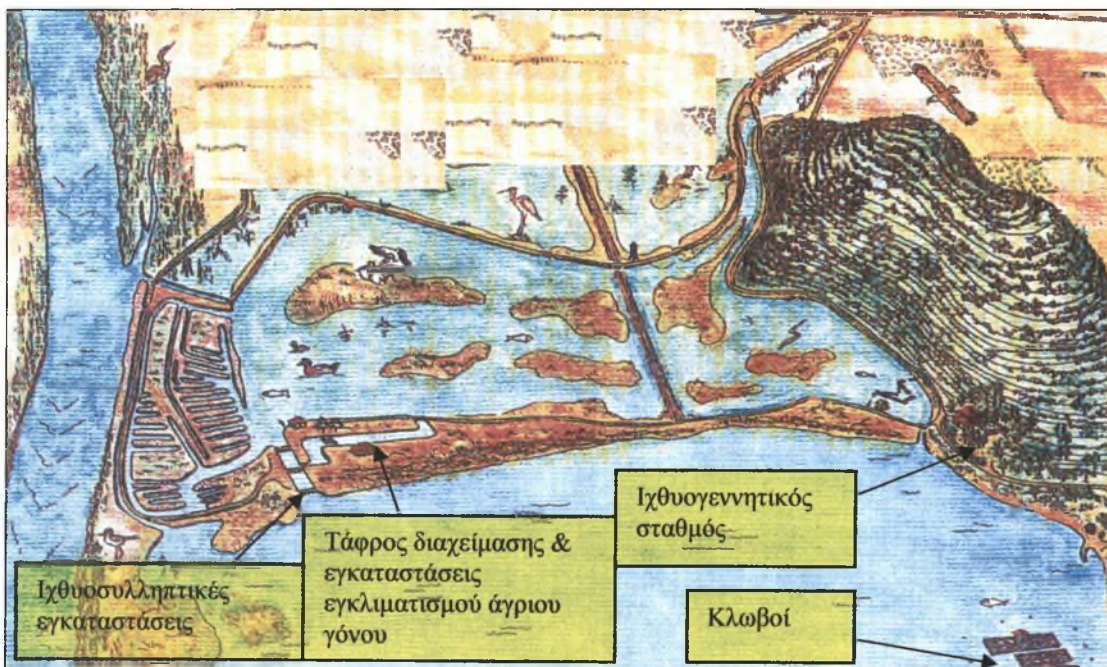 Ιχθυογεννητικός
σταθμός
Τάφρος διαχείμασης &
εγκαταστάσεις
εγκλιματισμού άγριου
γόνου
Ιχθυοσυλληπτικές
εγκαταστάσεις
Κλωβοί